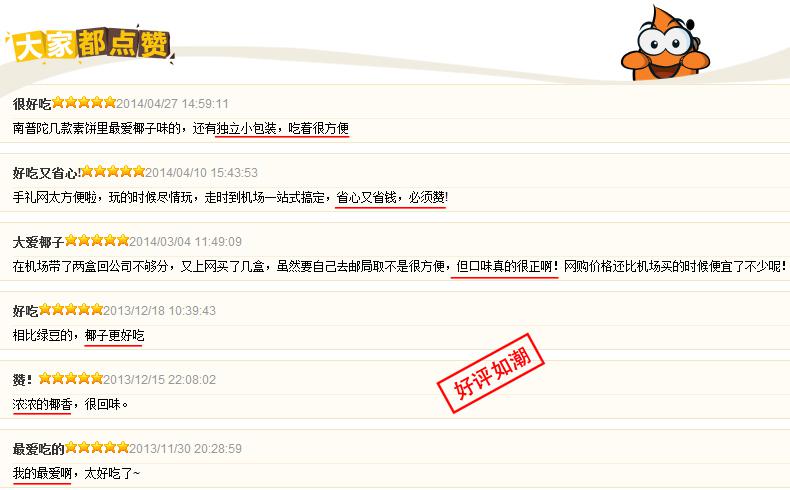 大家都点赞
很好吃 2014/04/27 14:59:11
南普陀几款素饼里最爱椰子味的，还有独立小包装，吃着很方便
好吃又省心! 2014/04/10 15:43:53
手礼网太方便啦，玩的时候尽情玩，走时到机场一站式搞定，省心又省钱，必须赞!
大爱椰子 2014/03/04 11:49:09
在机场带了两盒回公司不够分，又上网买了几盒，虽然要自己去邮局取不是很方便，但口味真的很正啊！网购价格还比机场买的时候便宜了不少呢！
好吃 2013/12/18 10:39:43
相比绿豆的，椰子更好吃
赞！ 2013/12/15 22:08:02
浓浓的椰香，很回味。
好评如潮
最爱吃的 2013/11/30 20:28:59
我的最爱啊，太好吃了~